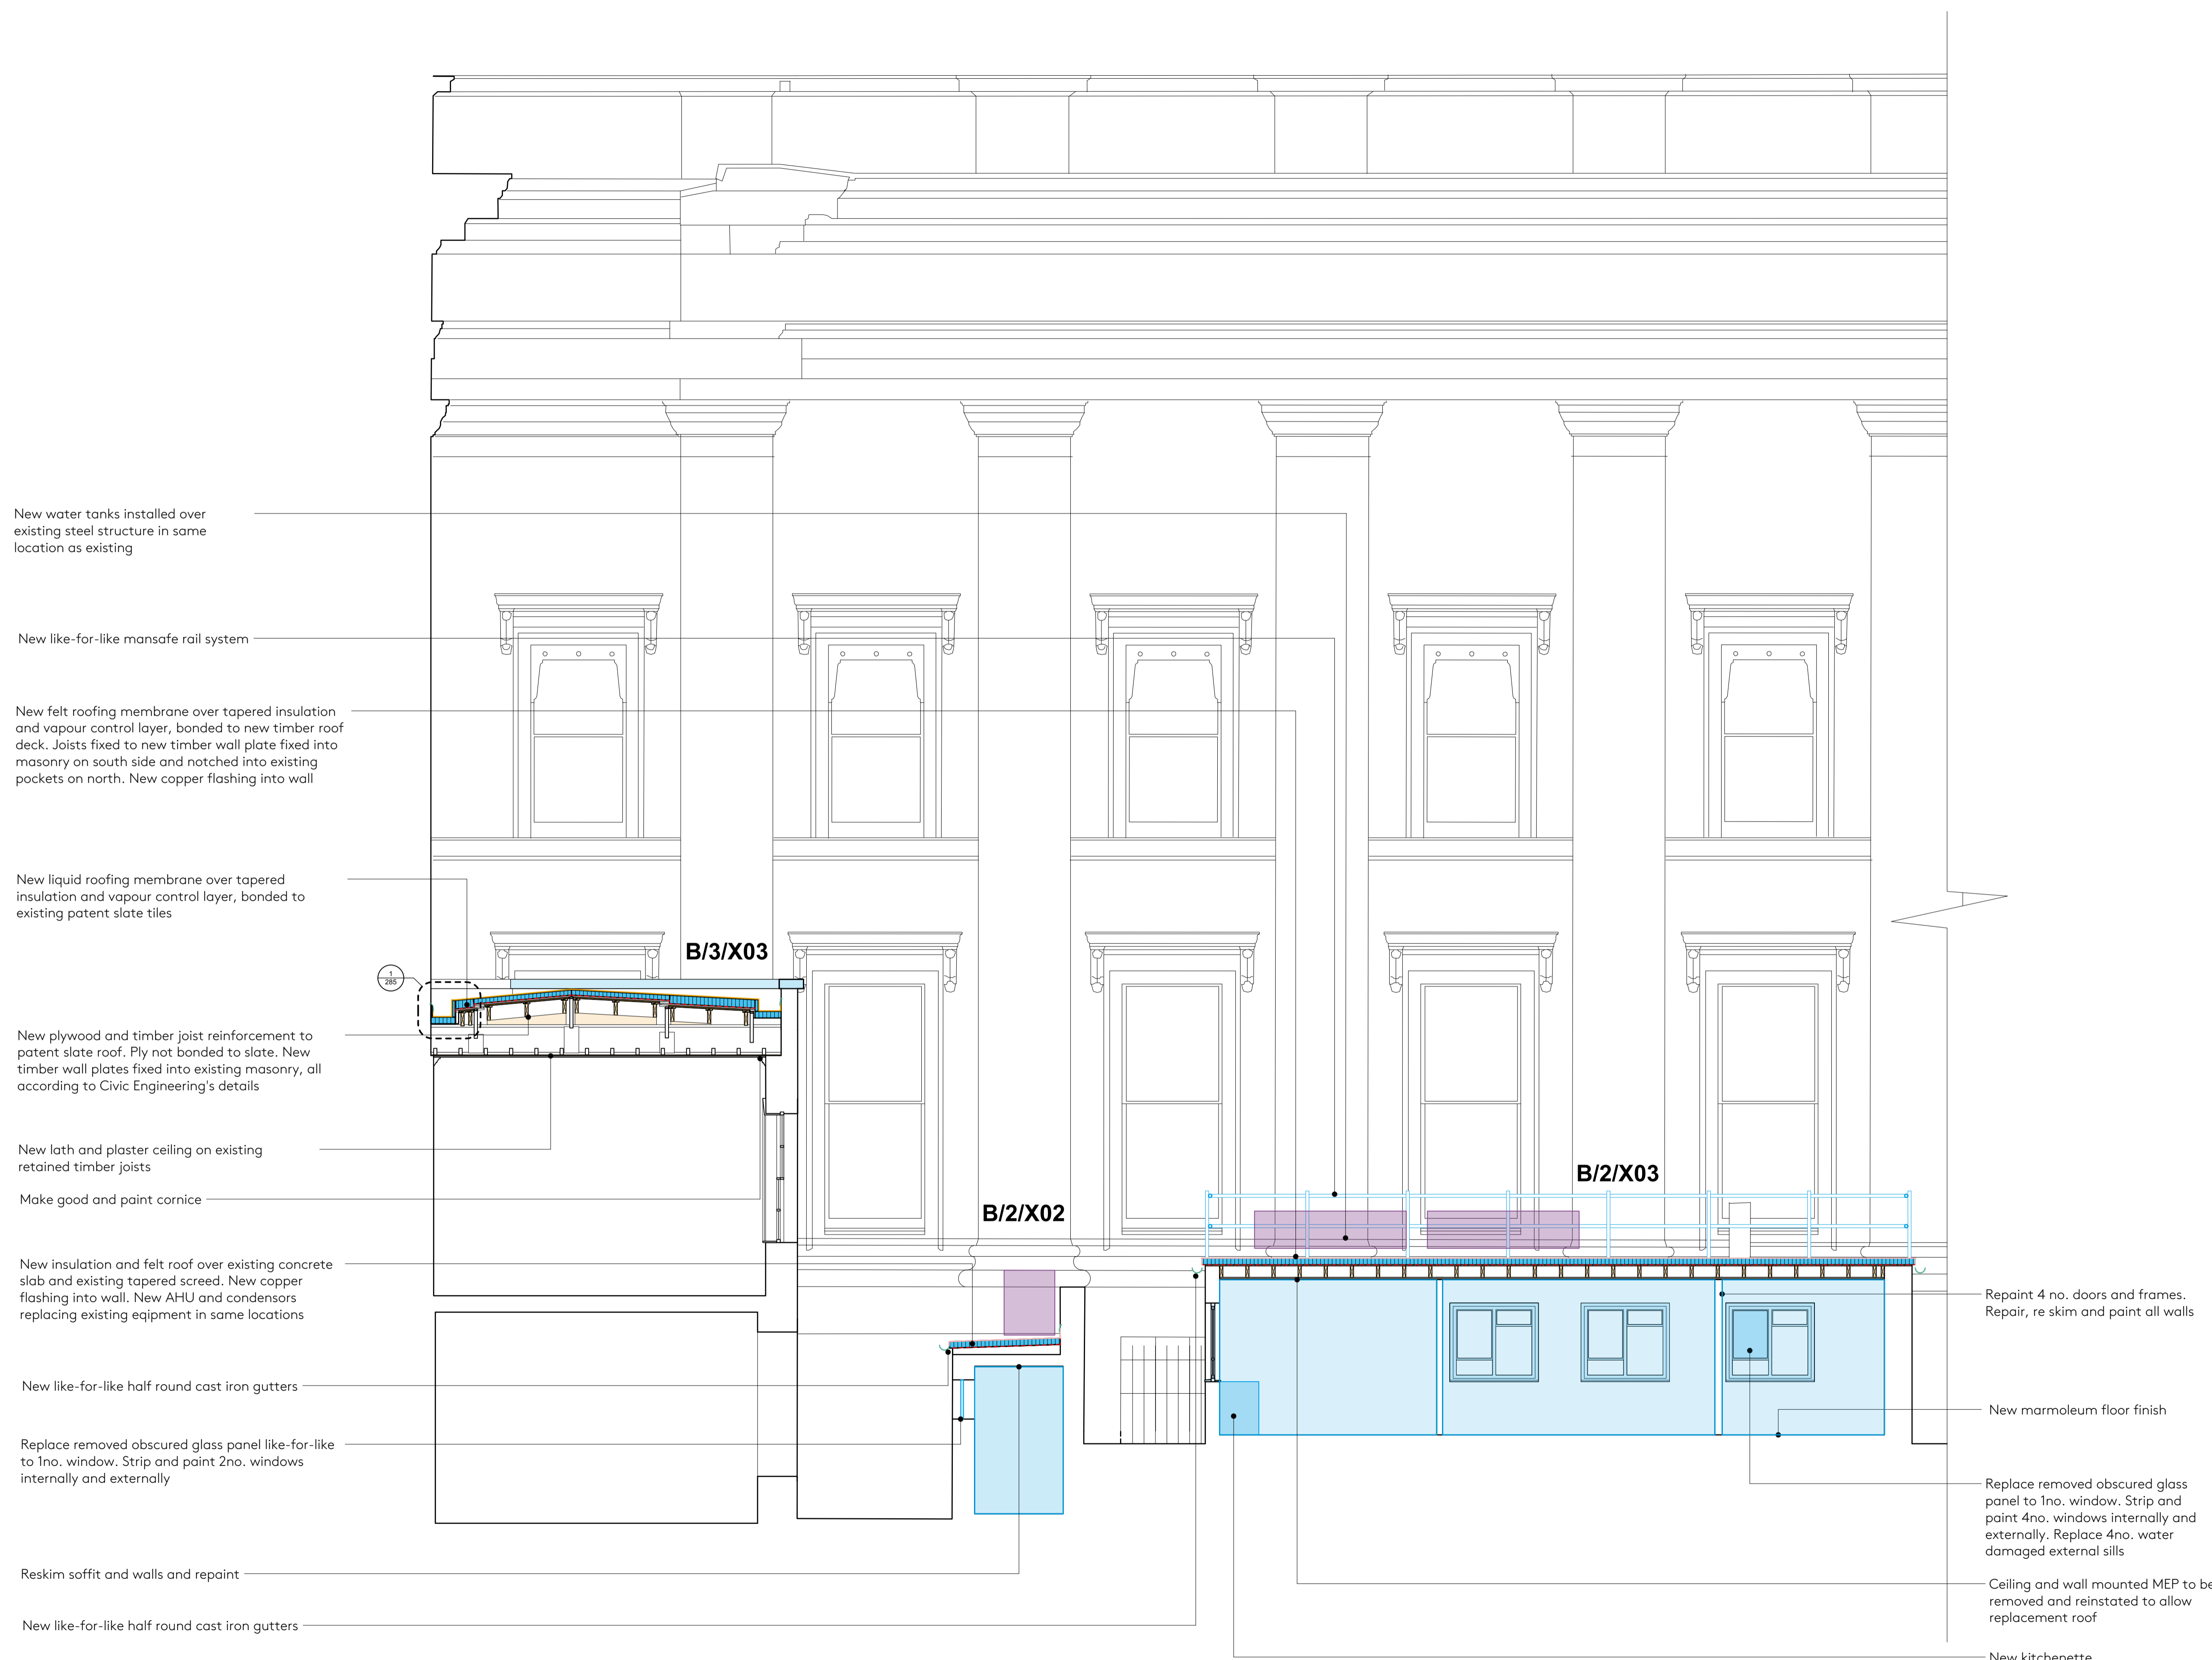 New water tanks installed over
existing steel structure in same
location as existing
New like-for-like mansafe rail system
New felt roofing membrane over tapered insulation
and vapour control layer, bonded to new timber roof
deck. Joists fixed to new timber wall plate fixed into
masonry on south side and notched into existing
pockets on north. New copper flashing into wall
New liquid roofing membrane over tapered
insulation and vapour control layer, bonded to
existing patent slate tiles
B/3/X03
1
285
New plywood and timber joist reinforcement to
patent slate roof. Ply not bonded to slate. New
timber wall plates fixed into existing masonry, all
according to Civic Engineering's details
New lath and plaster ceiling on existing
retained timber joists
Make good and paint cornice
B/2/X02
B/2/X03
New insulation and felt roof over existing concrete
slab and existing tapered screed. New copper
flashing into wall. New AHU and condensors
replacing existing eqipment in same locations
New like-for-like half round cast iron gutters
Replace removed obscured glass panel like-for-like
to 1no. window. Strip and paint 2no. windows
internally and externally
Reskim soffit and walls and repaint
New like-for-like half round cast iron gutters
Repaint 4 no. doors and frames.
Repair, re skim and paint all walls
New marmoleum floor finish
Replace removed obscured glass
panel to 1no. window. Strip and
paint 4no. windows internally and
externally. Replace 4no. water
damaged external sills
Ceiling and wall mounted MEP to be
removed and reinstated to allow
replacement roof
New kitchenette